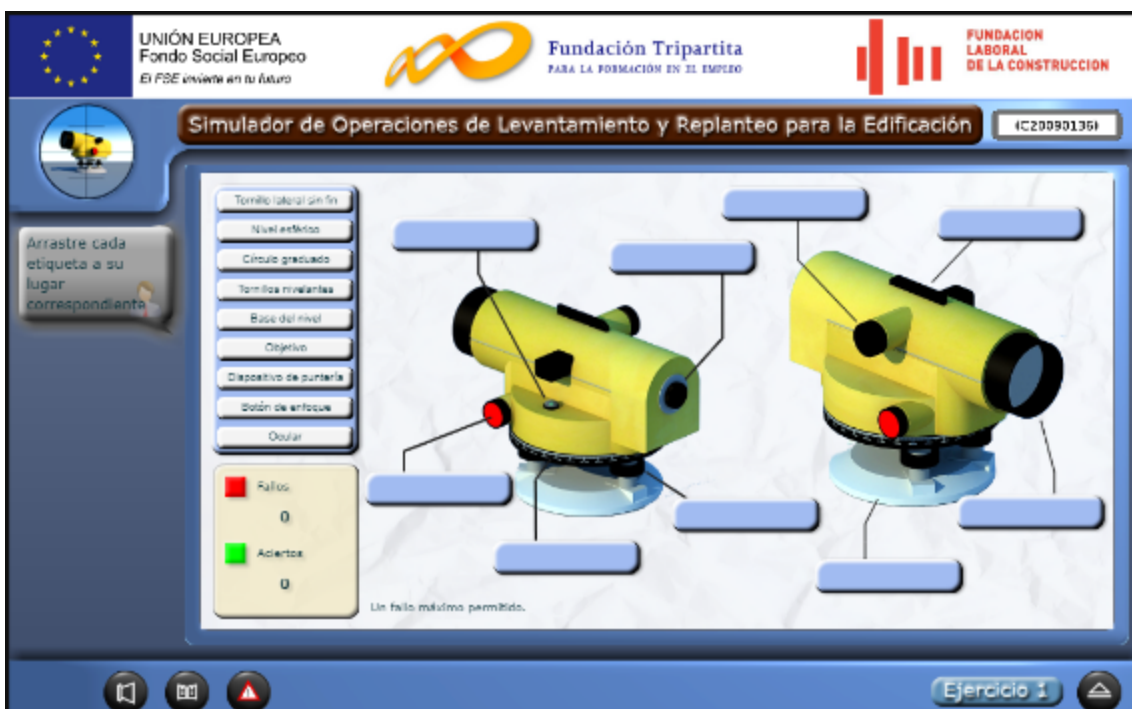 UNIÓN EUROPEA
Fondo Social Europeo
El FSE invierte en tu futuro
Fundación Tripartita
PARA LA FORMACIÓN EN EL EMPLEO
FUNDACION
LABORAL
DE LA CONSTRUCCION
Simulador de Operaciones de Levantamiento y Replanteo para la Edificación
(C20090136)
Arrastre cada
etiqueta a su
lugar
correspondiente
Tornillo lateral sin fin
Nivel esférico
Círculo graduado
Tornillos nivelantes
Base del nivel
Objetivo
Dispositivo de puntería
Botón de enfoque
Ocular
Fallos
0
Aciertos
0
Un fallo máximo permitido.
Ejercicio 1